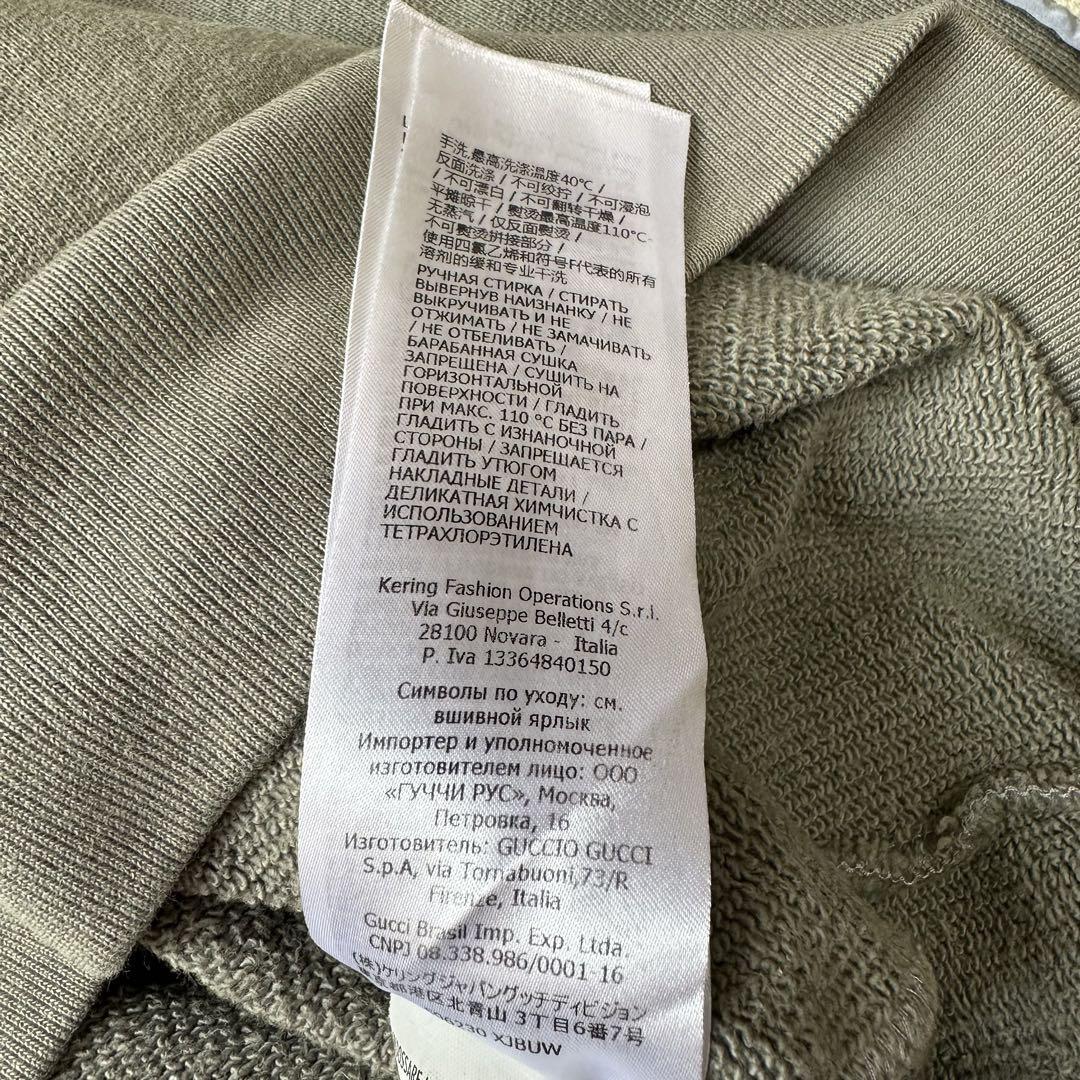 手洗,最高洗涤温度40℃ /
反面洗涤 / 不可绞拧 / 不可浸泡
/ 不可漂白 / 不可翻转干燥 /
平摊晾干 / 熨烫最高温度110℃-
无蒸汽 / 仅反面熨烫 /
不可熨烫拼接部分 /
使用四氯乙烯和符号F代表的所有
溶剂的缓和专业干洗
РУЧНАЯ СТИРКА / СТИРАТЬ
ВЫВЕРНУВ НАИЗНАНКУ / НЕ
ВЫКРУЧИВАТЬ И НЕ
ОТЖИМАТЬ / НЕ ЗАМАЧИВАТЬ
/ НЕ ОТБЕЛИВАТЬ /
БАРАБАННАЯ СУШКА
ЗАПРЕЩЕНА / СУШИТЬ НА
ГОРИЗОНТАЛЬНОЙ
ПОВЕРХНОСТИ / ГЛАДИТЬ
ПРИ МАКС. 110 °C БЕЗ ПАРА /
ГЛАДИТЬ С ИЗНАНОЧНОЙ
СТОРОНЫ / ЗАПРЕЩАЕТСЯ
ГЛАДИТЬ УТЮГОМ
НАКЛАДНЫЕ ДЕТАЛИ /
ДЕЛИКАТНАЯ ХИМЧИСТКА С
ИСПОЛЬЗОВАНИЕМ
ТЕТРАХЛОРЭТИЛЕНА
Kering Fashion Operations S.r.l.
Via Giuseppe Belletti 4/c
28100 Novara - Italia
P. Iva 13364840150
Символы по уходу: см.
вшивной ярлык
Импортер и уполномоченное
изготовителем лицо: ООО
«ГУЧЧИ РУС», Москва,
Петровка, 16
Изготовитель: GUCCIO GUCCI
S.p.A, via Tornabuoni,73/R
Firenze, Italia
Gucci Brasil Imp. Exp. Ltda.
CNPJ 08.338.986/0001-16
(株)ケリングジャパングッチディビジョン
都港区北青山 3丁目6番7号
XJBUW